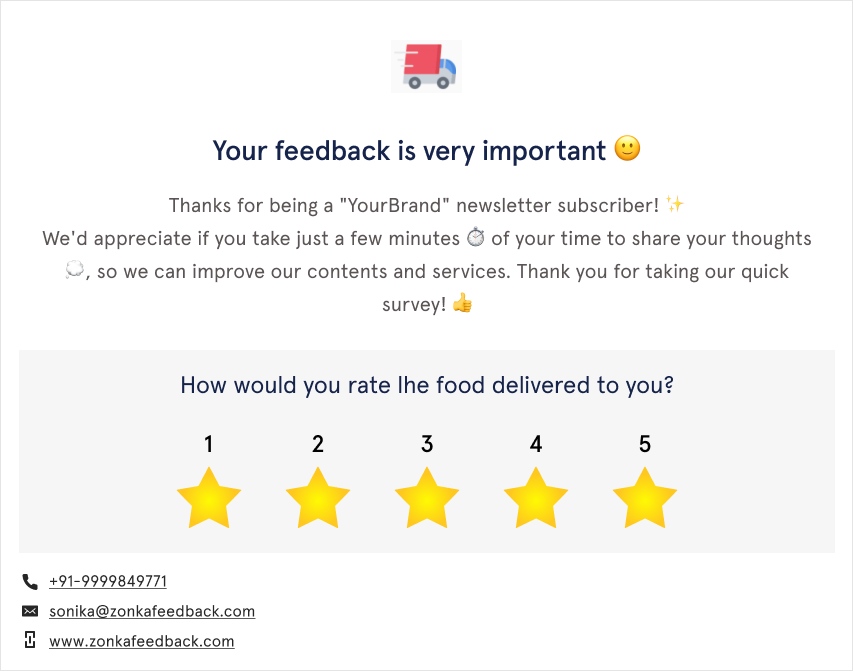 Your feedback is very important 🙂
Thanks for being a "YourBrand" newsletter subscriber! ✨
We'd appreciate if you take just a few minutes ⏱️ of your time to share your thoughts
💭, so we can improve our contents and services. Thank you for taking our quick
survey! 👍
How would you rate lhe food delivered to you?
1 2 3 4 5
+91-9999849771
sonika@zonkafeedback.com
www.zonkafeedback.com